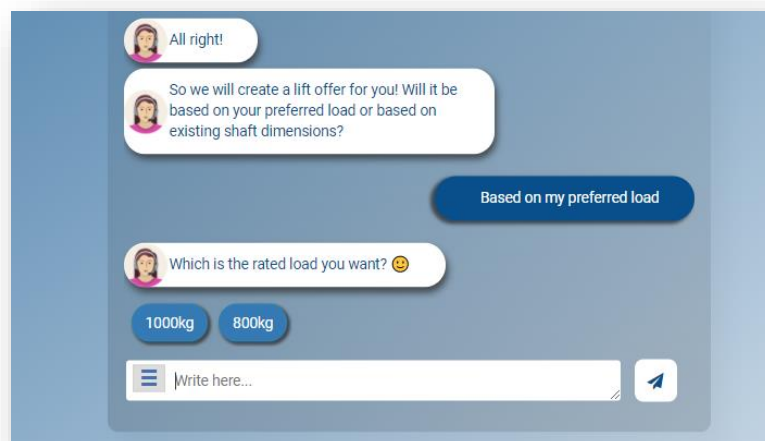 All right!
So we will create a lift offer for you! Will it be
based on your preferred load or based on
existing shaft dimensions?
Based on my preferred load
Which is the rated load you want? 🙂
1000kg 800kg
Write here...